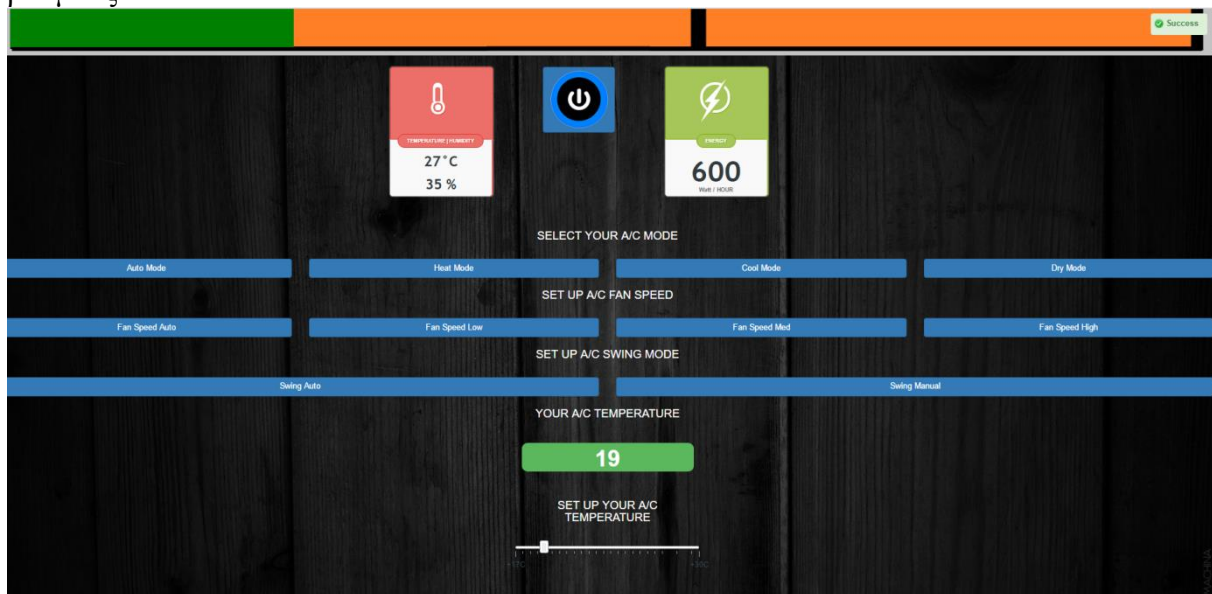 Success
TEMPERATURE | HUMIDITY
27°C
35 %
ENERGY
600
Watt / HOUR
SELECT YOUR A/C MODE
Auto Mode Heat Mode Cool Mode Dry Mode
SET UP A/C FAN SPEED
Fan Speed Auto Fan Speed Low Fan Speed Med Fan Speed High
SET UP A/C SWING MODE
Swing Auto Swing Manual
YOUR A/C TEMPERATURE
19
SET UP YOUR A/C
TEMPERATURE
+17C +30C